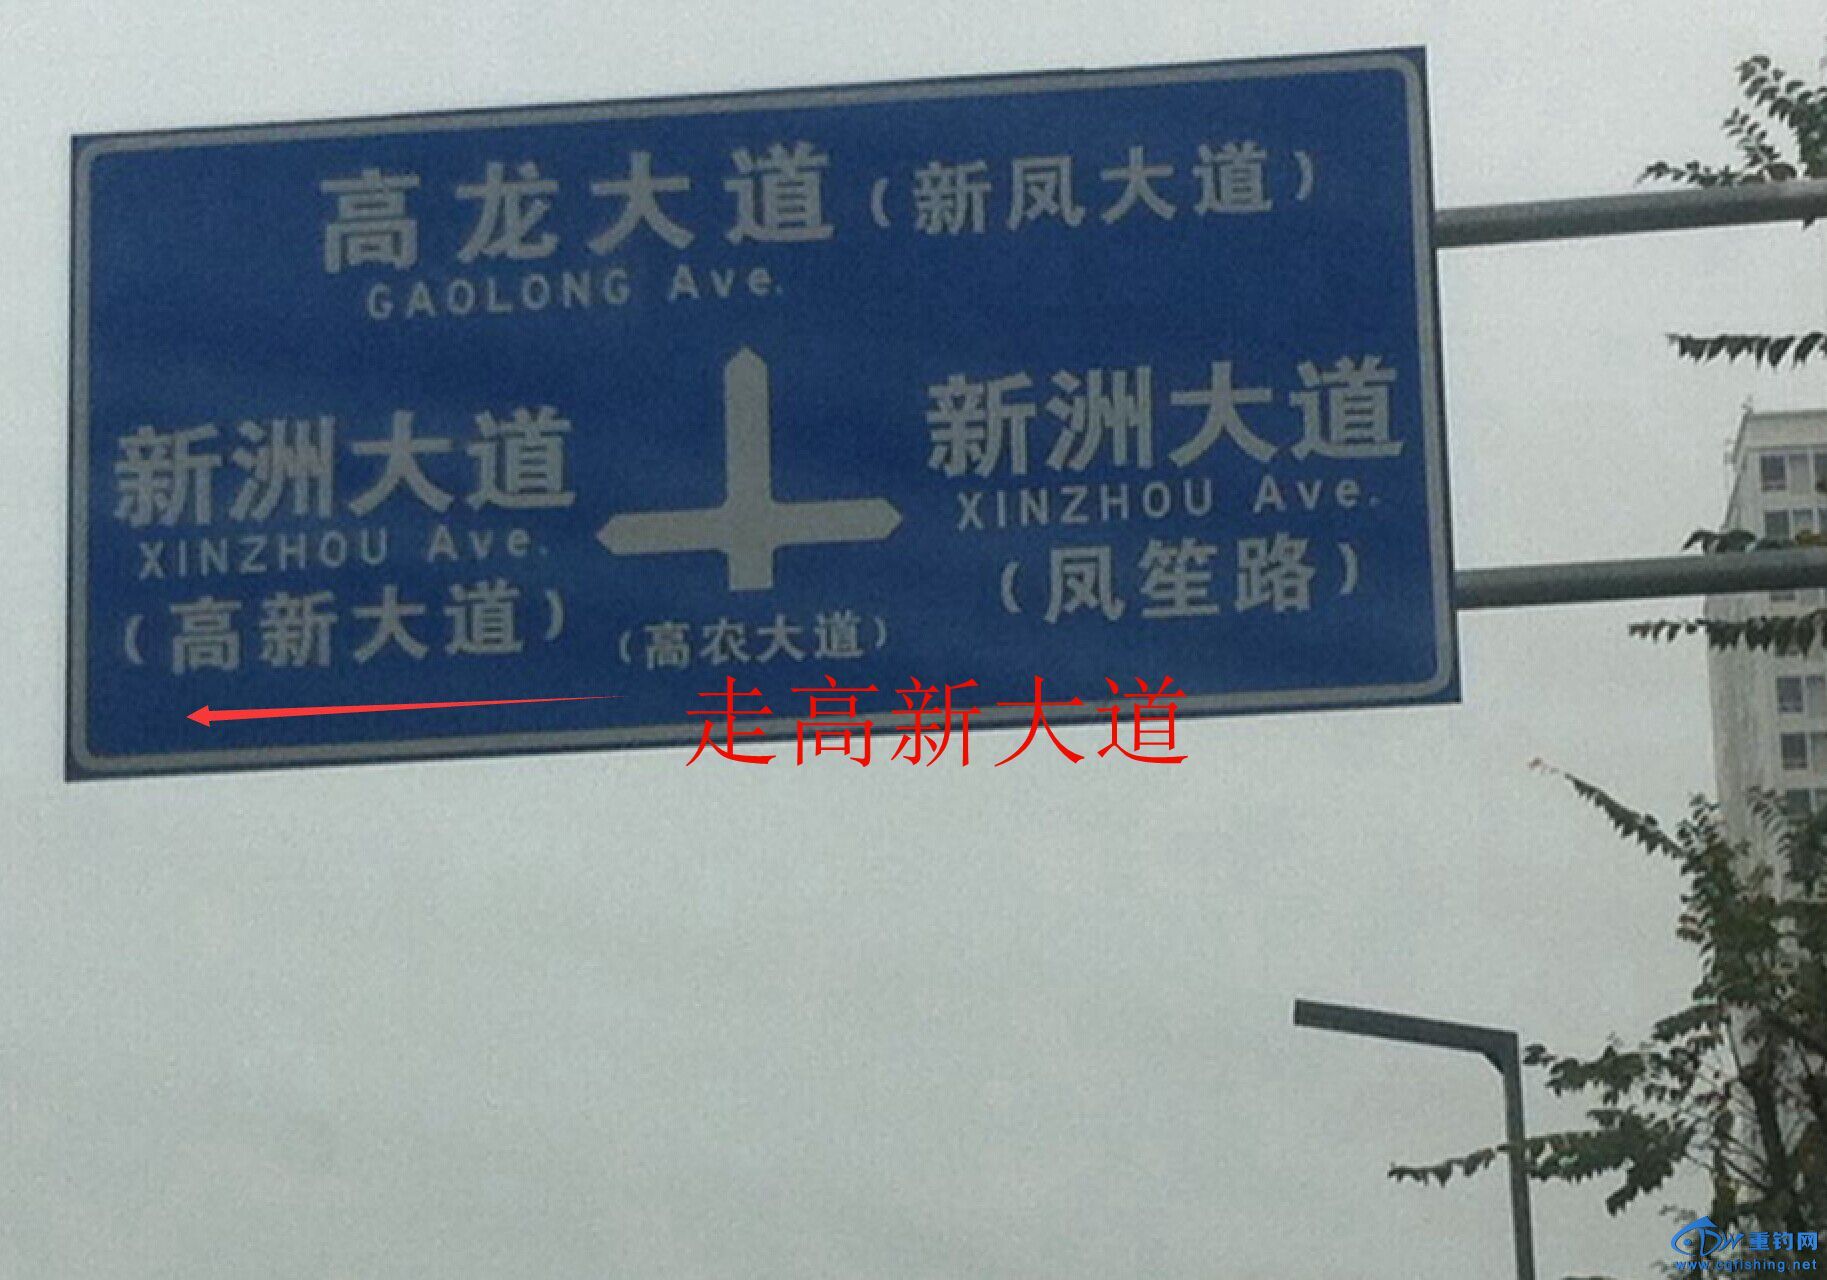 高龙大道（新凤大道）
GAOLONG Ave.
新洲大道
XINZHOU Ave.
（高新大道）
新洲大道
XINZHOU Ave.
（凤笙路）
（高农大道）
走高新大道
重钓网
www.cqfishing.net